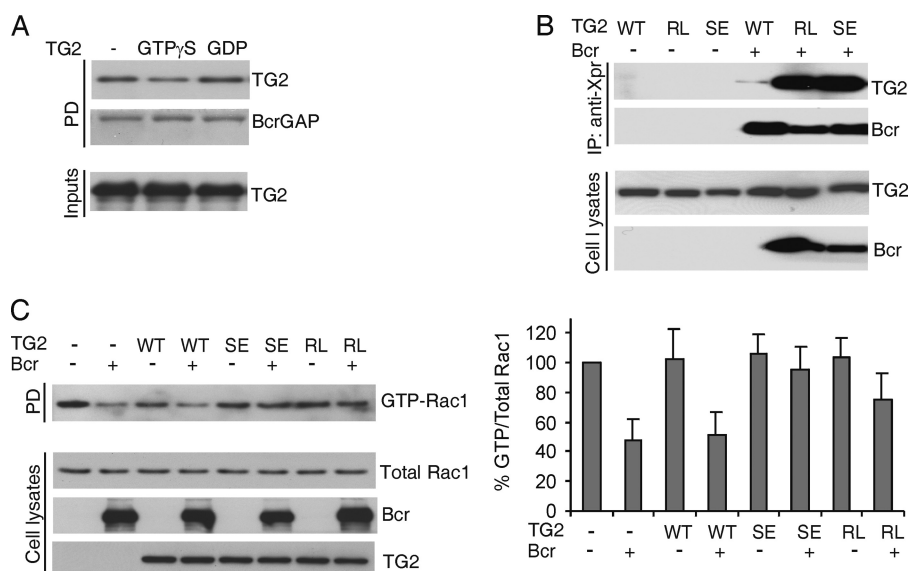 A
TG2 - GTPγS GDP
PD
TG2
BcrGAP
Inputs
TG2
B
TG2 WT RL SE WT RL SE
Bcr - - - + + +
IP: anti-Xpr
TG2
Bcr
Cell lysates
TG2
Bcr
C
TG2 - - WT WT SE SE RL RL
Bcr - + - + - + - +
PD
GTP-Rac1
Cell lysates
Total Rac1
Bcr
TG2
% GTP/Total Rac1
120
100
80
60
40
20
0
TG2 - - WT WT SE SE RL RL
Bcr - + - + - + - +